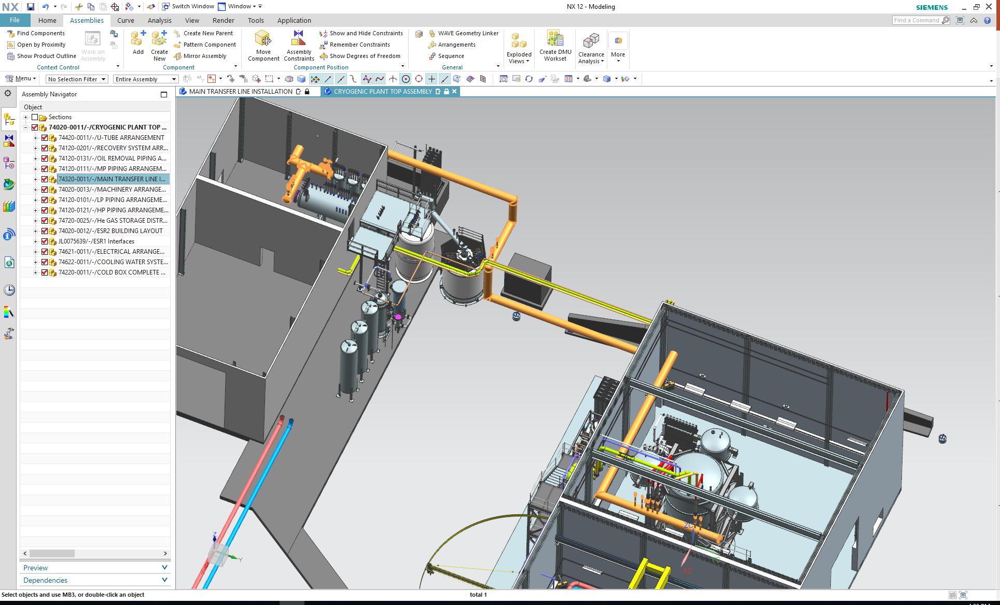 NX Switch Window Window NX 12 - Modeling SIEMENS
File Home Assemblies Curve Analysis View Render Tools Application Find a Command
Find Components
Open by Proximity
Show Product Outline
Work on Assembly
Context Control
Add
Create New
Create New Parent
Pattern Component
Mirror Assembly
Component
Move Component
Assembly Constraints
Show and Hide Constraints
Remember Constraints
Show Degrees of Freedom
Component Position
WAVE Geometry Linker
Arrangements
Sequence
General
Exploded Views
Create DMU Workset
Clearance Analysis
More
Menu No Selection Filter Entire Assembly
Assembly Navigator
MAIN TRANSFER LINE INSTALLATION CRYOGENIC PLANT TOP ASSEMBLY
Object
Sections
74020-0011/-/CRYOGENIC PLANT TOP ...
74420-0011/-/U-TUBE ARRANGEMENT
74120-0201/-/RECOVERY SYSTEM ARR...
74120-0131/-/OIL REMOVAL PIPING A...
74120-0111/-/MP PIPING ARRANGEM...
74320-0011/-/MAIN TRANSFER LINE I...
74020-0013/-/MACHINERY ARRANGE...
74120-0101/-/LP PIPING ARRANGEME...
74120-0121/-/HP PIPING ARRANGEME...
74720-0025/-/He GAS STORAGE DISTR...
74020-0012/-/ESR2 BUILDING LAYOUT
JL0075639/-/ESR1 Interfaces
74621-0011/-/ELECTRICAL ARRANGE...
74622-0011/-/COOLING WATER SYSTE...
74220-0011/-/COLD BOX COMPLETE ...
ZC
Z
Y
YC
XC
Preview
Dependencies
Select objects and use MB3, or double-click an object total 1